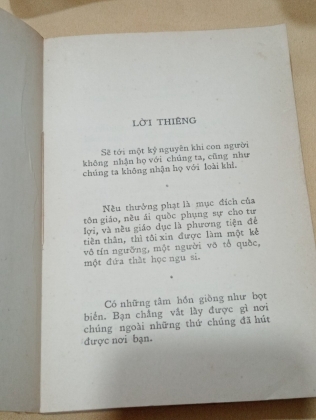 LỜI THIÊNG
Sẽ tới một kỷ nguyên khi con người
không nhận họ với chúng ta, cũng như
chúng ta không nhận họ với loài khỉ.
*
Nếu thưởng phạt là mục đích của
tôn giáo, nếu ái quốc phụng sự cho tư
lợi, và nếu giáo dục là phương tiện để
tiến thân, thì tôi xin được làm một kẻ
vô tín ngưỡng, một người vô tổ quốc,
một đứa thất học ngu si.
*
Có những tâm hồn giống như bọt
biển. Bạn chẳng vắt lấy được gì nơi
chúng ngoài những thứ chúng đã hút
được nơi bạn.